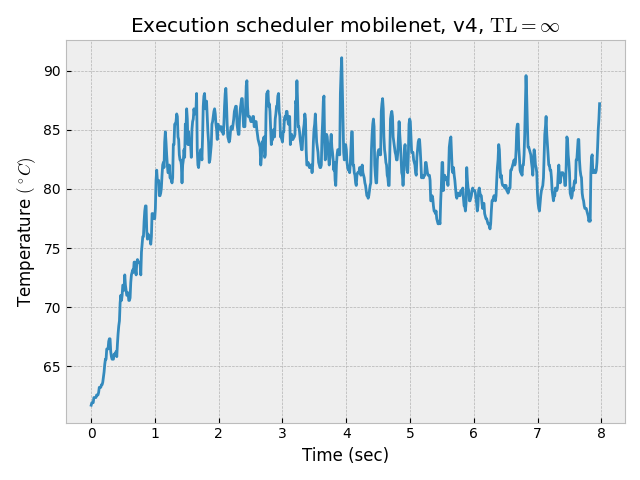 Execution scheduler mobilenet, v4, TL = ∞
Temperature (°C)
90
85
80
75
70
65
0 1 2 3 4 5 6 7 8
Time (sec)